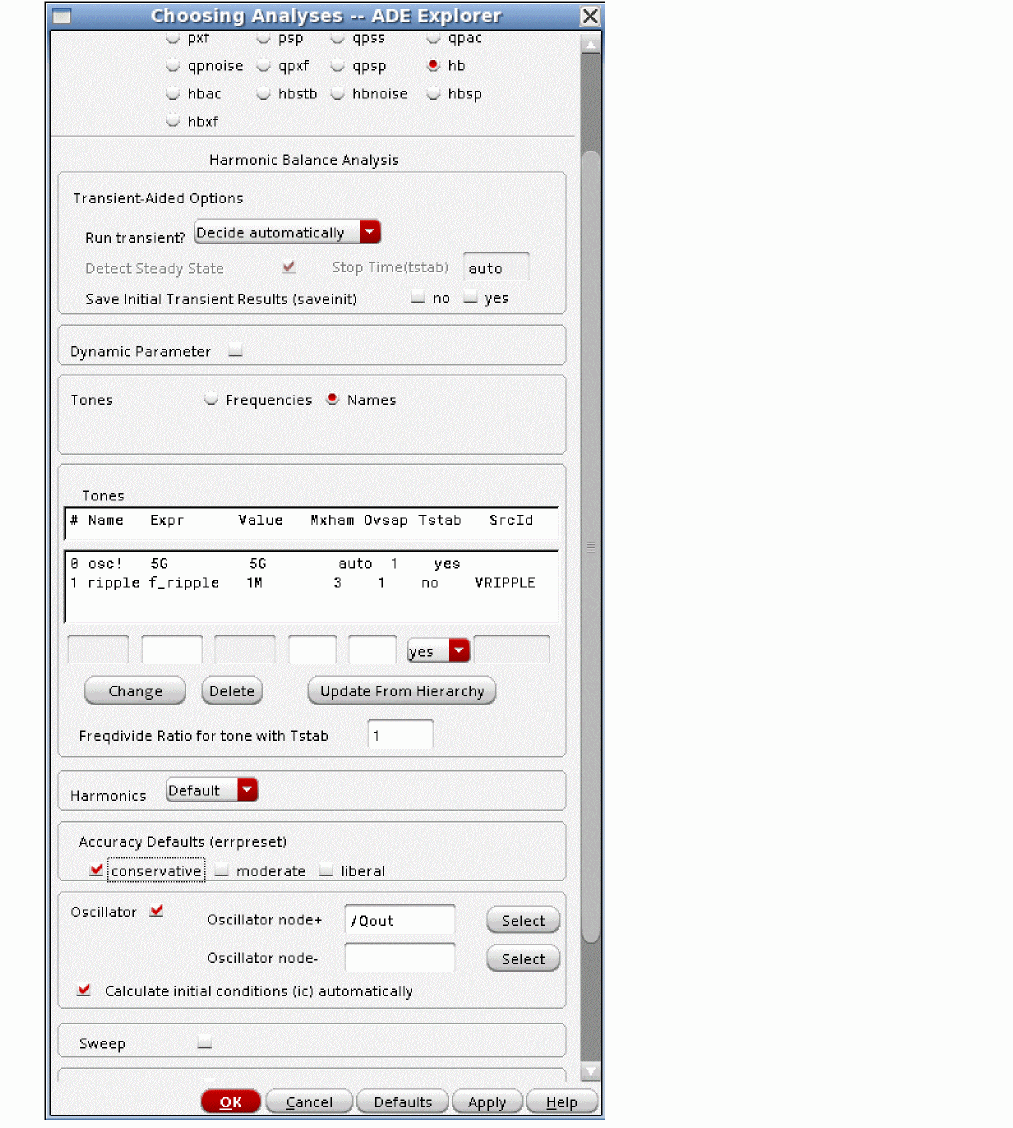 Choosing Analyses -- ADE Explorer
pxf psp qpss qpac
qpnoise qpxf qpsp hb
hbac hbstb hbnoise hbsp
hbxf
Harmonic Balance Analysis
Transient-Aided Options
Run transient? Decide automatically
Detect Steady State Stop Time(tstab) auto
Save Initial Transient Results (saveinit) no yes
Dynamic Parameter
Tones Frequencies Names
Tones
# Name Expr Value Mxham Ovsap Tstab SrcId
0 osc! 5G 5G auto 1 yes
1 ripple f_ripple 1M 3 1 no VRIPPLE
yes
Change Delete Update From Hierarchy
Freqdivide Ratio for tone with Tstab 1
Harmonics Default
Accuracy Defaults (errpreset)
conservative moderate liberal
Oscillator Oscillator node+ /Qout Select
Oscillator node- Select
Calculate initial conditions (ic) automatically
Sweep
OK Cancel Defaults Apply Help